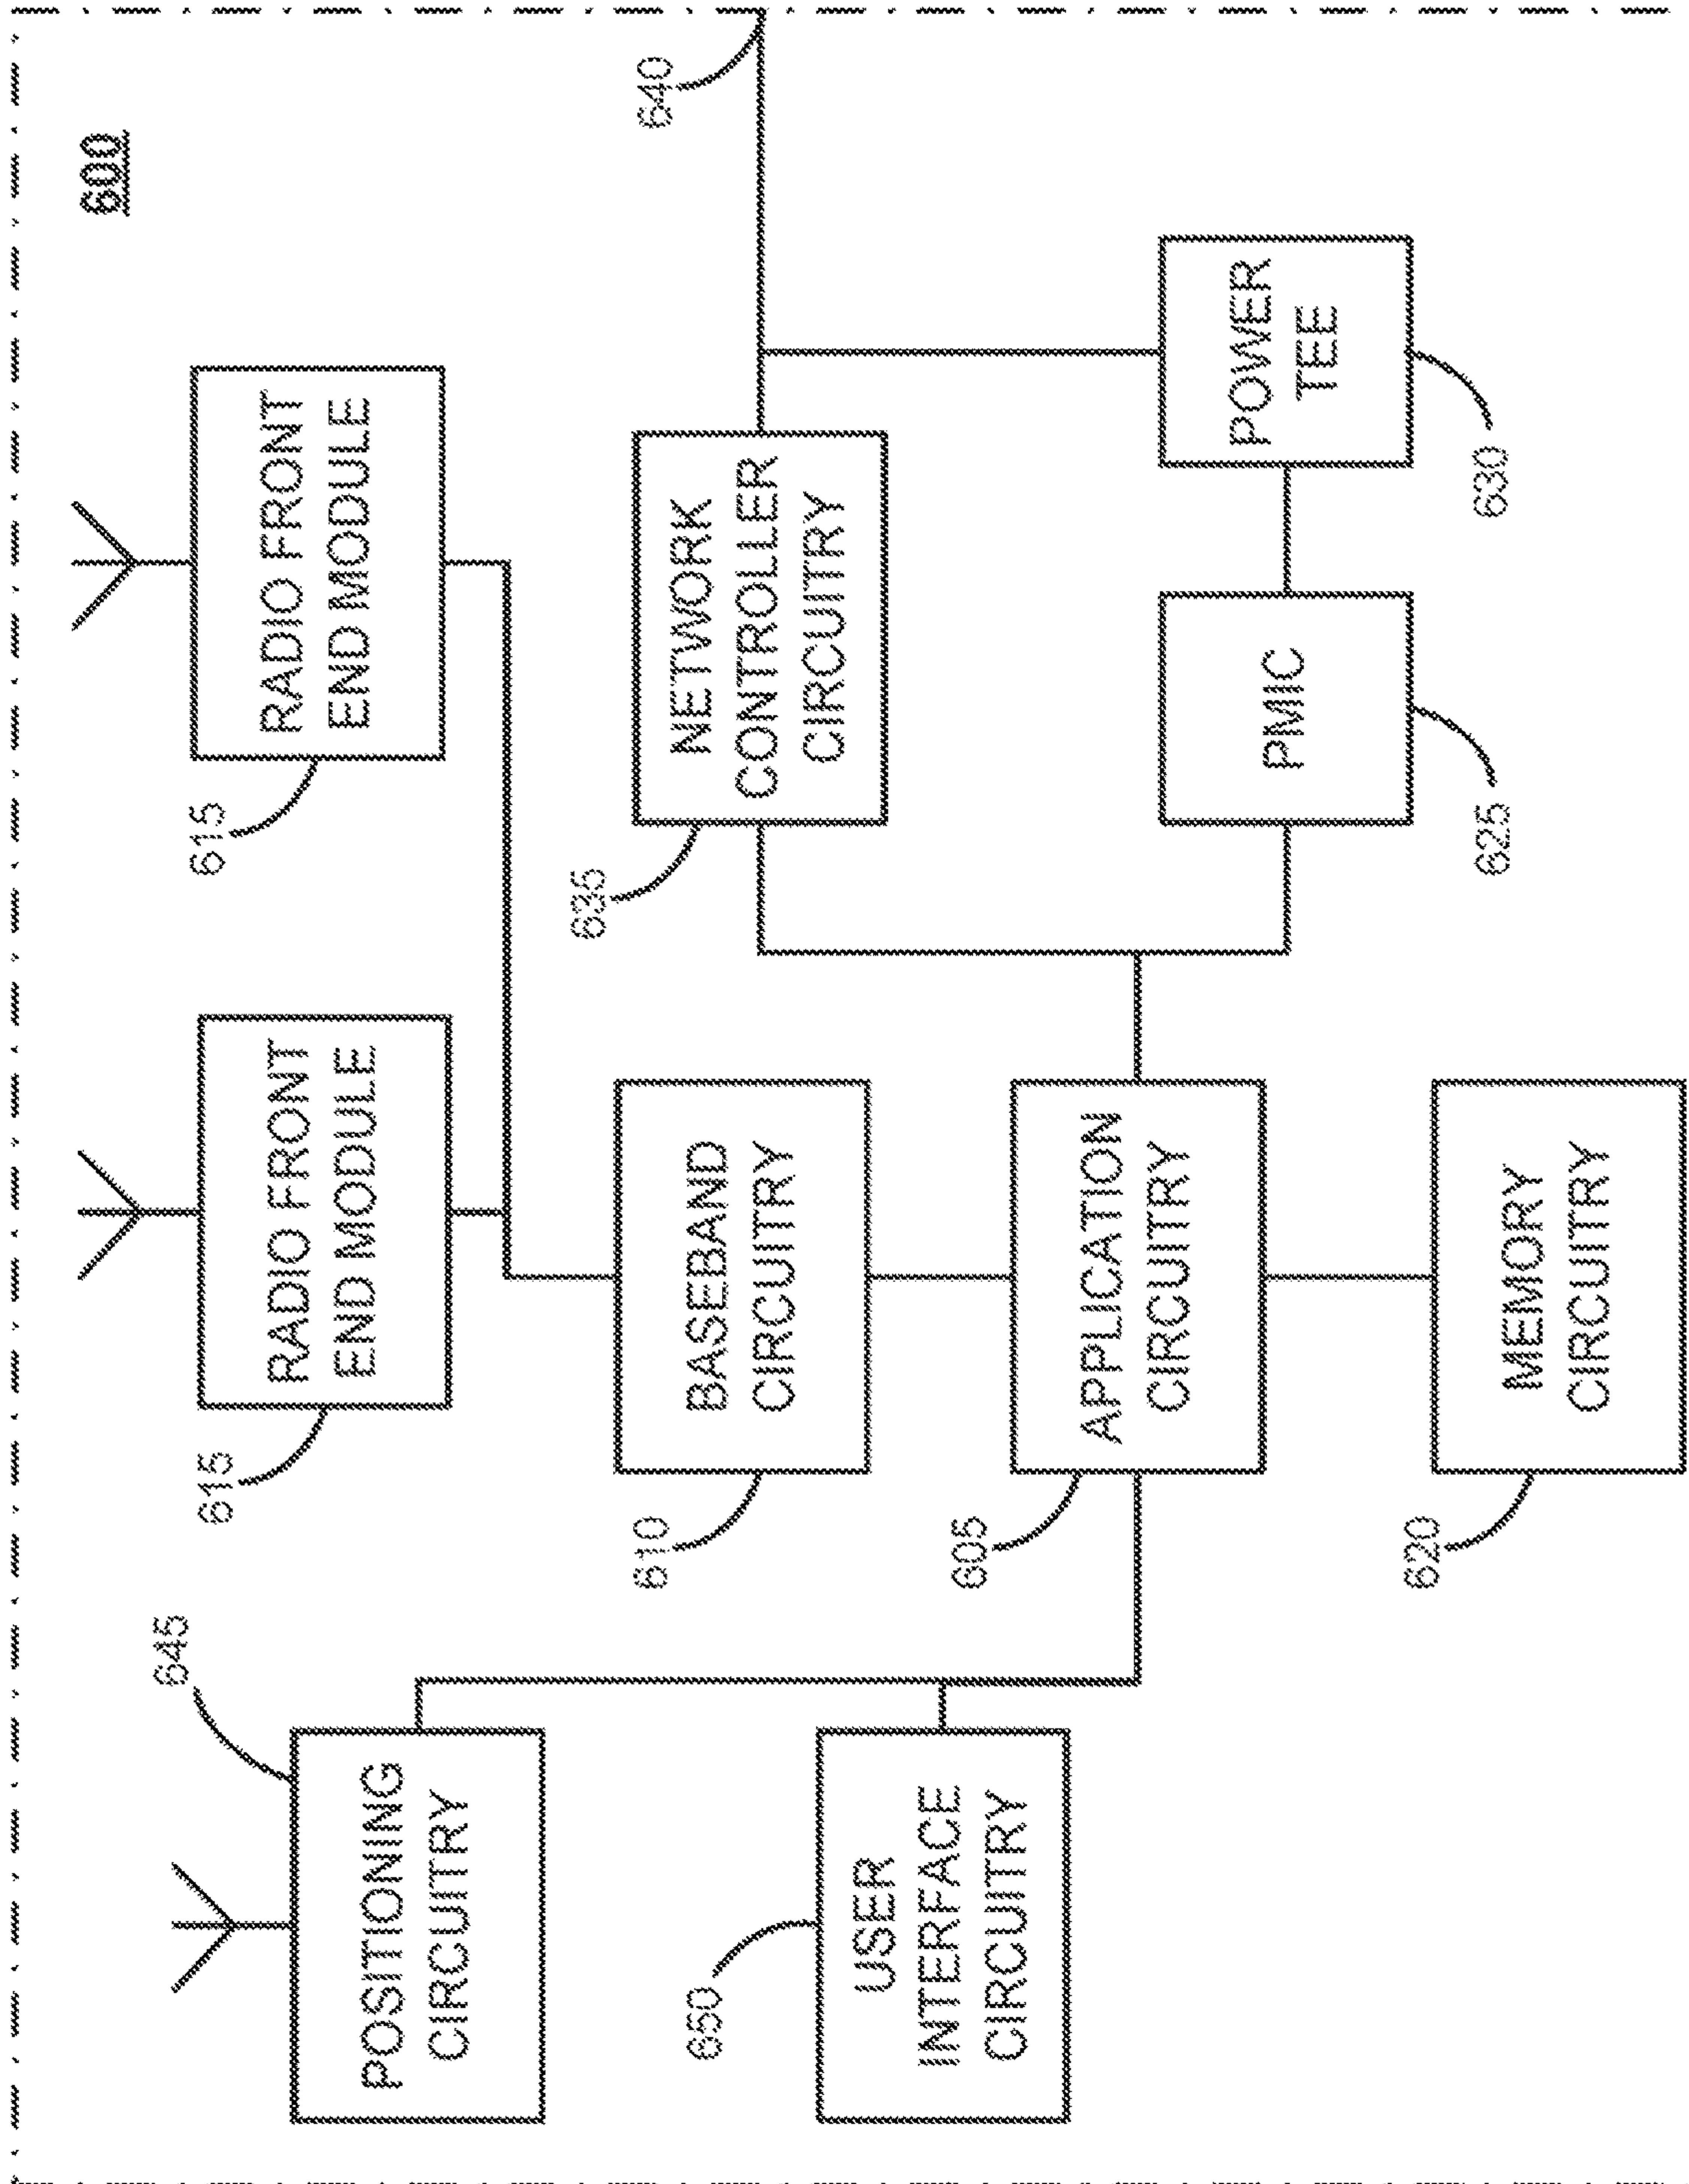 600
645
POSITIONING
CIRCUITRY
650
USER
INTERFACE
CIRCUITRY
615
RADIO FRONT
END MODULE
615
RADIO FRONT
END MODULE
610
BASEBAND
CIRCUITRY
605
APPLICATION
CIRCUITRY
620
MEMORY
CIRCUITRY
635
NETWORK
CONTROLLER
CIRCUITRY
640
PMIC
625
POWER
TEE
630